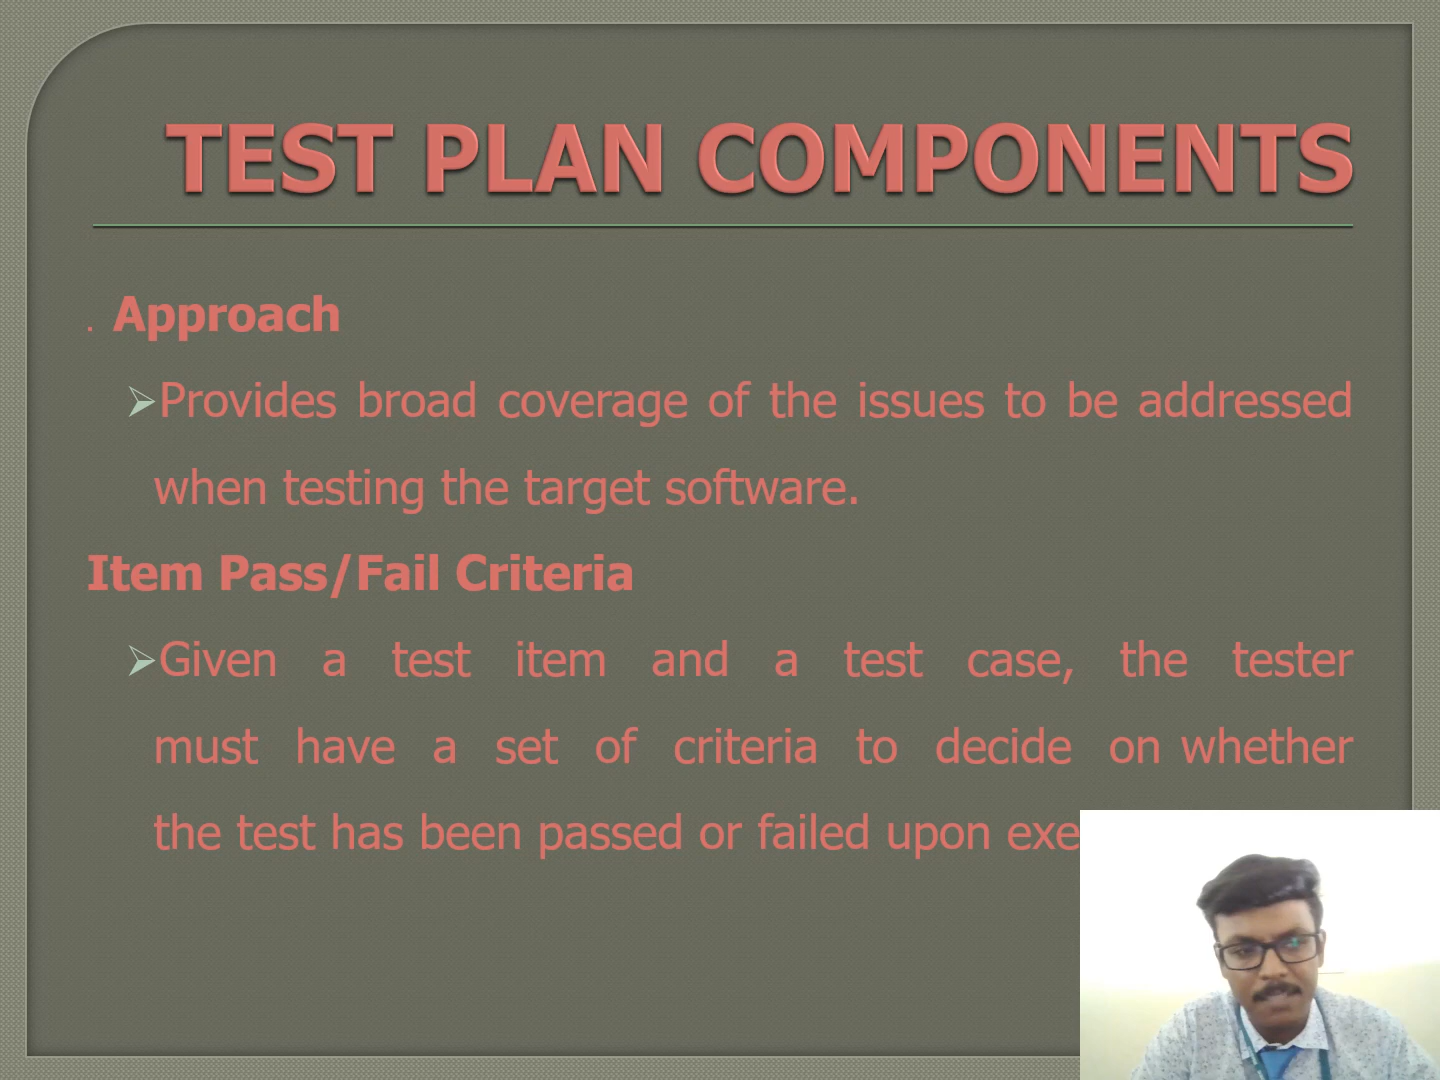 TEST PLAN COMPONENTS
. Approach
Provides broad coverage of the issues to be addressed
when testing the target software.
Item Pass/Fail Criteria
Given a test item and a test case, the tester
must have a set of criteria to decide on whether
the test has been passed or failed upon